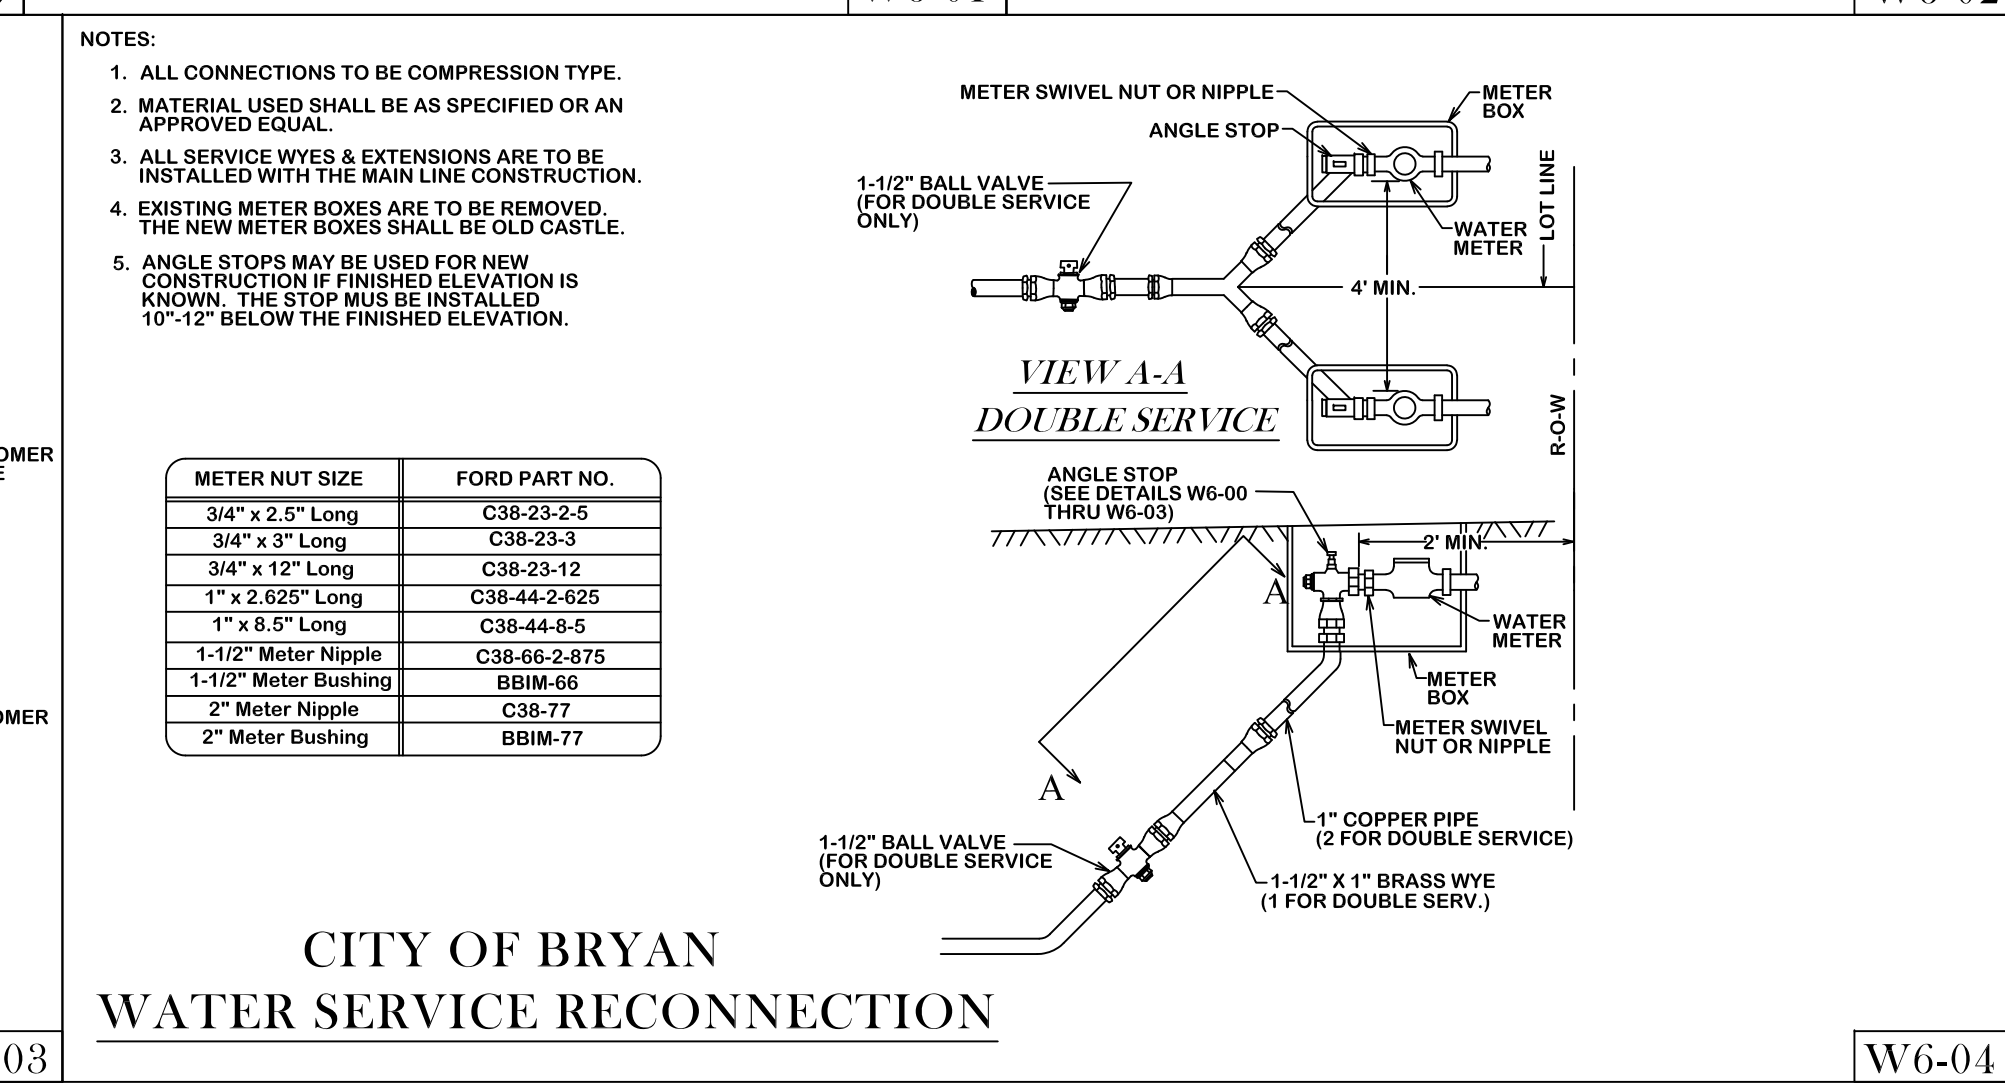 NOTES:
1. ALL CONNECTIONS TO BE COMPRESSION TYPE.
2. MATERIAL USED SHALL BE AS SPECIFIED OR AN
APPROVED EQUAL.
3. ALL SERVICE WYES & EXTENSIONS ARE TO BE
INSTALLED WITH THE MAIN LINE CONSTRUCTION.
4. EXISTING METER BOXES ARE TO BE REMOVED.
THE NEW METER BOXES SHALL BE OLD CASTLE.
5. ANGLE STOPS MAY BE USED FOR NEW
CONSTRUCTION IF FINISHED ELEVATION IS
KNOWN. THE STOP MUS BE INSTALLED
10"-12" BELOW THE FINISHED ELEVATION.
METER NUT SIZE FORD PART NO.
3/4" x 2.5" Long C38-23-2-5
3/4" x 3" Long C38-23-3
3/4" x 12" Long C38-23-12
1" x 2.625" Long C38-44-2-625
1" x 8.5" Long C38-44-8-5
1-1/2" Meter Nipple C38-66-2-875
1-1/2" Meter Bushing BBIM-66
2" Meter Nipple C38-77
2" Meter Bushing BBIM-77
METER SWIVEL NUT OR NIPPLE
ANGLE STOP
METER
BOX
1-1/2" BALL VALVE
(FOR DOUBLE SERVICE
ONLY)
WATER
METER
LOT LINE
4' MIN.
VIEW A-A
DOUBLE SERVICE
R-O-W
ANGLE STOP
(SEE DETAILS W6-00
THRU W6-03)
2' MIN.
A
WATER
METER
METER
BOX
METER SWIVEL
NUT OR NIPPLE
A
1" COPPER PIPE
(2 FOR DOUBLE SERVICE)
1-1/2" BALL VALVE
(FOR DOUBLE SERVICE
ONLY)
1-1/2" X 1" BRASS WYE
(1 FOR DOUBLE SERV.)
CITY OF BRYAN
WATER SERVICE RECONNECTION
03
W6-04